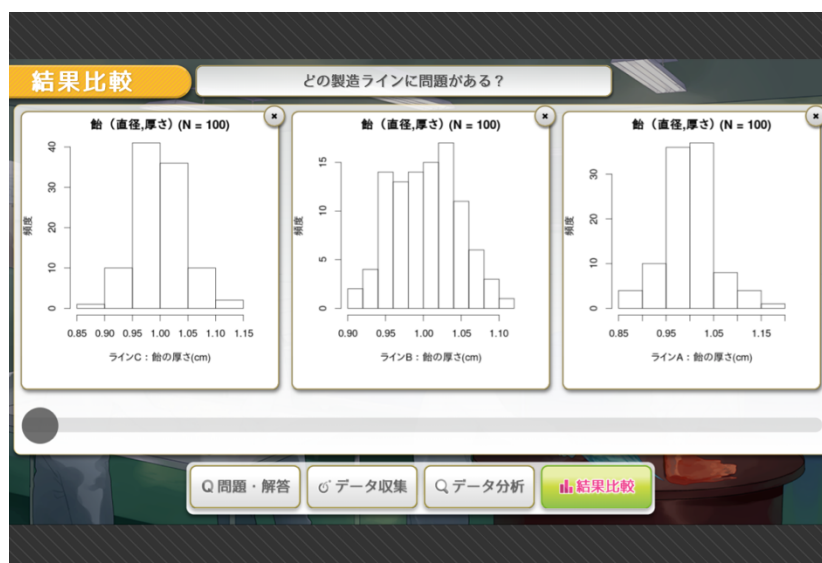 結果比較
どの製造ラインに問題がある？
飴（直径,厚さ）(N = 100)
頻度
40
30
20
10
0
0.85 0.90 0.95 1.00 1.05 1.10 1.15
ラインC：飴の厚さ(cm)
飴（直径,厚さ）(N = 100)
頻度
15
10
5
0
0.90 0.95 1.00 1.05 1.10
ラインB：飴の厚さ(cm)
飴（直径,厚さ）(N = 100)
頻度
30
20
10
0
0.85 0.95 1.05 1.15
ラインA：飴の厚さ(cm)
Q 問題・解答
データ収集
データ分析
結果比較